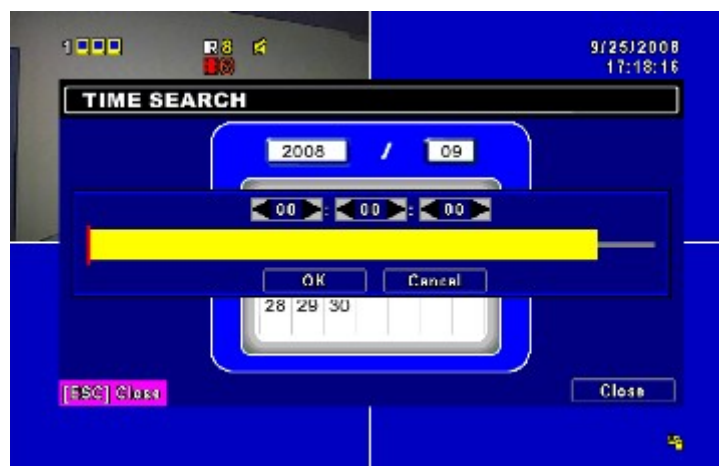 1 R 8 9/25/2008
17:18:16
TIME SEARCH
2008 / 09
00 : 00 : 00
OK Cancel
28 29 30
[ESC] Close Close